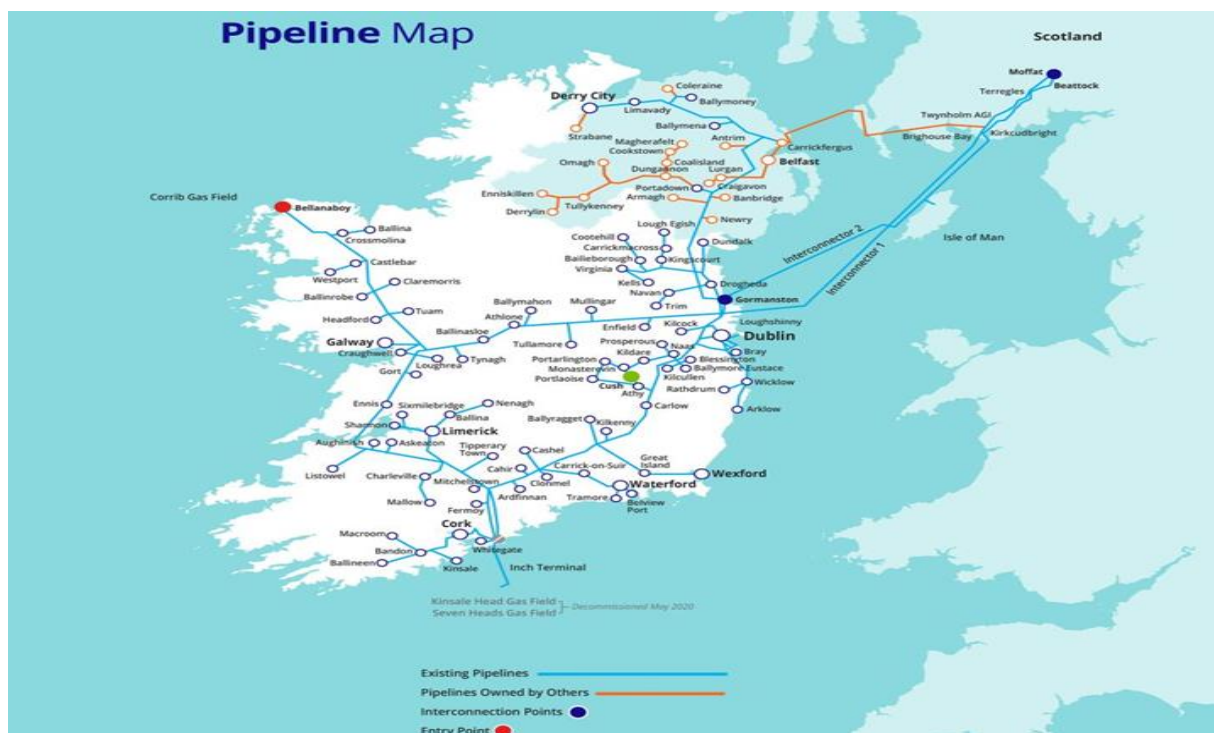 Pipeline Map
Scotland
Moffat
Beattock
Terregles
Coleraine
Derry City
Ballymoney
Limavady
Twynholm AGI
Kirkcudbright
Brighouse Bay
Ballymena
Strabane
Antrim
Magherafelt
Cookstown
Carrickfergus
Omagh
Coalisland
Belfast
Dungannon
Lurgan
Enniskillen
Portadown
Craigavon
Armagh
Banbridge
Derrylin
Tullykenney
Newry
Corrib Gas Field
Bellanaboy
Ballina
Crossmolina
Lough Egish
Cootehill
Dundalk
Carrickmacross
Isle of Man
Interconnector 2
Interconnector 1
Castlebar
Bailieborough
Kingscourt
Virginia
Westport
Claremorris
Kells
Drogheda
Ballinrobe
Navan
Gormanston
Ballymahon
Mullingar
Trim
Tuam
Athlone
Headford
Enfield
Kilcock
Loughshinny
Ballinasloe
Galway
Tullamore
Prosperous
Dublin
Naas
Craughwell
Kildare
Bray
Portarlington
Blessington
Loughrea
Tynagh
Monasterevin
Ballymore Eustace
Gort
Portlaoise
Kilcullen
Cush
Athy
Rathdrum
Wicklow
Ennis
Sixmilebridge
Nenagh
Carlow
Arklow
Ballina
Ballyragget
Shannon
Limerick
Kilkenny
Aughinish
Askeaton
Tipperary
Town
Cashel
Great
Island
Listowel
Charleville
Cahir
Carrick-on-Suir
Wexford
Mitchelstown
Clonmel
Waterford
Mallow
Ardfinnan
Tramore
Belview
Port
Fermoy
Cork
Macroom
Whitegate
Bandon
Ballineen
Kinsale
Inch Terminal
Kinsale Head Gas Field
Seven Heads Gas Field
Decommissioned May 2020
Existing Pipelines
Pipelines Owned by Others
Interconnection Points
Entry Point